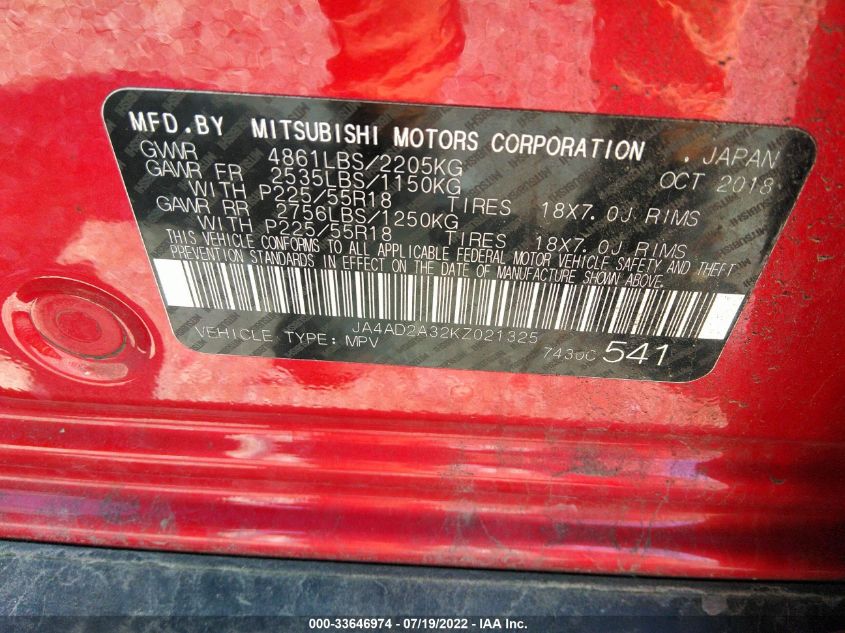 MFD.BY MITSUBISHI MOTORS CORPORATION . JAPAN
GVWR 4861LBS/2205KG OCT 2018
GAWR FR 2535LBS/1150KG
WITH P225/55R18 TIRES 18X7.0J RIMS
GAWR RR 2756LBS/1250KG
WITH P225/55R18 TIRES 18X7.0J RIMS
THIS VEHICLE CONFORMS TO ALL APPLICABLE FEDERAL MOTOR VEHICLE SAFETY AND THEFT
PREVENTION STANDARDS IN EFFECT ON THE DATE OF MANUFACTURE SHOWN ABOVE.
JA4AD2A32KZ021325
VEHICLE TYPE: MPV 7430C 541
000-33646974 - 07/19/2022 - IAA Inc.